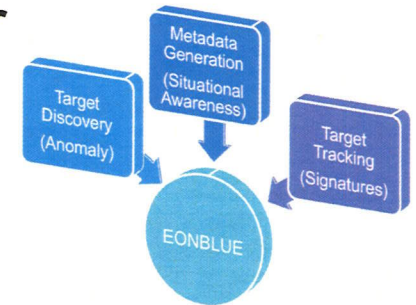 Metadata
Generation
(Situational
Awareness)
Target
Discovery
(Anomaly)
Target
Tracking
(Signatures)
EONBLUE